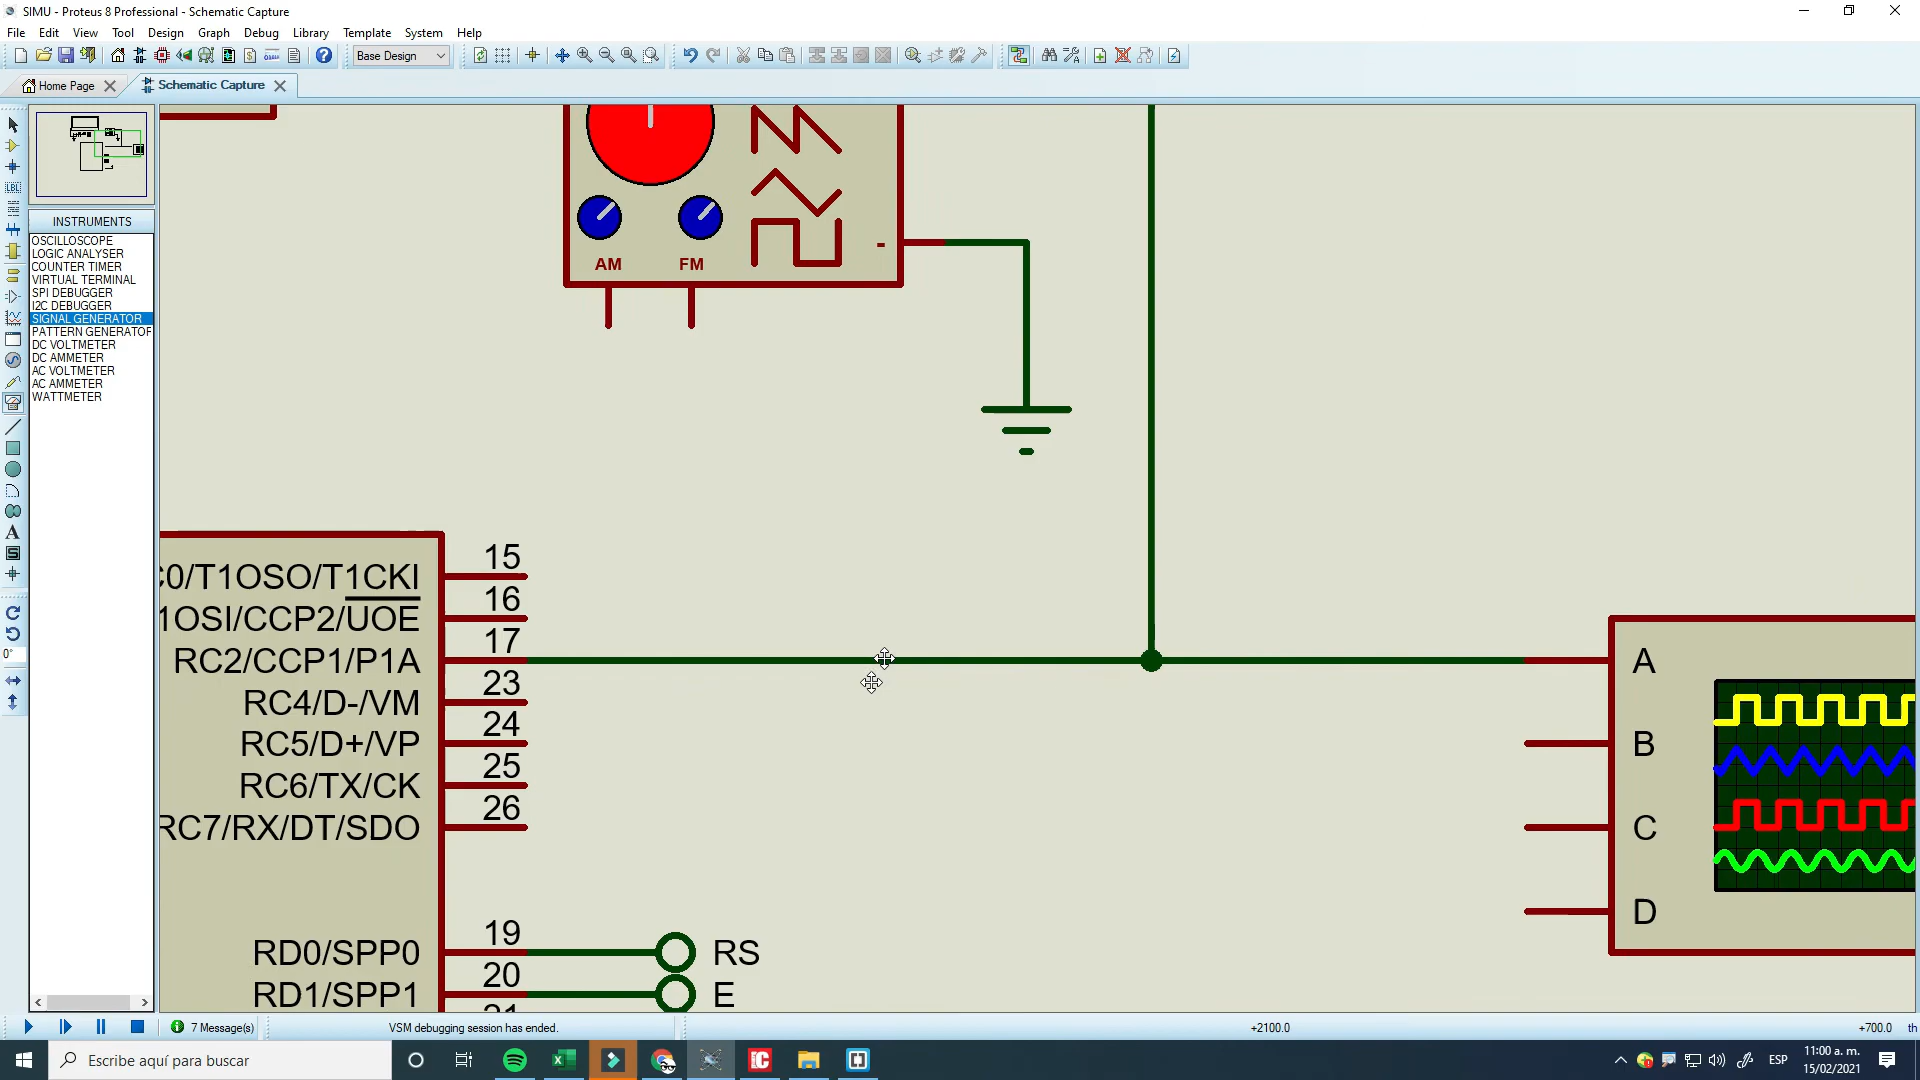 SIMU - Proteus 8 Professional - Schematic Capture
File Edit View Tool Design Graph Debug Library Template System Help
Base Design
Home Page Schematic Capture
LBL
INSTRUMENTS
OSCILLOSCOPE
LOGIC ANALYSER
COUNTER TIMER
VIRTUAL TERMINAL
SPI DEBUGGER
I2C DEBUGGER
SIGNAL GENERATOR
PATTERN GENERATOR
DC VOLTMETER
DC AMMETER
AC VOLTMETER
AC AMMETER
WATTMETER
A
S
0°
AM FM
-
15
C0/T1OSO/T1CKI
16
1OSI/CCP2/UOE
17
RC2/CCP1/P1A
23
RC4/D-/VM
24
RC5/D+/VP
25
RC6/TX/CK
26
RC7/RX/DT/SDO
19
RD0/SPP0 RS
20
RD1/SPP1 E
21
A
B
C
D
7 Message(s) VSM debugging session has ended. +2100.0 +700.0 th
Escribe aquí para buscar
ESP
11:00 a. m.
15/02/2021